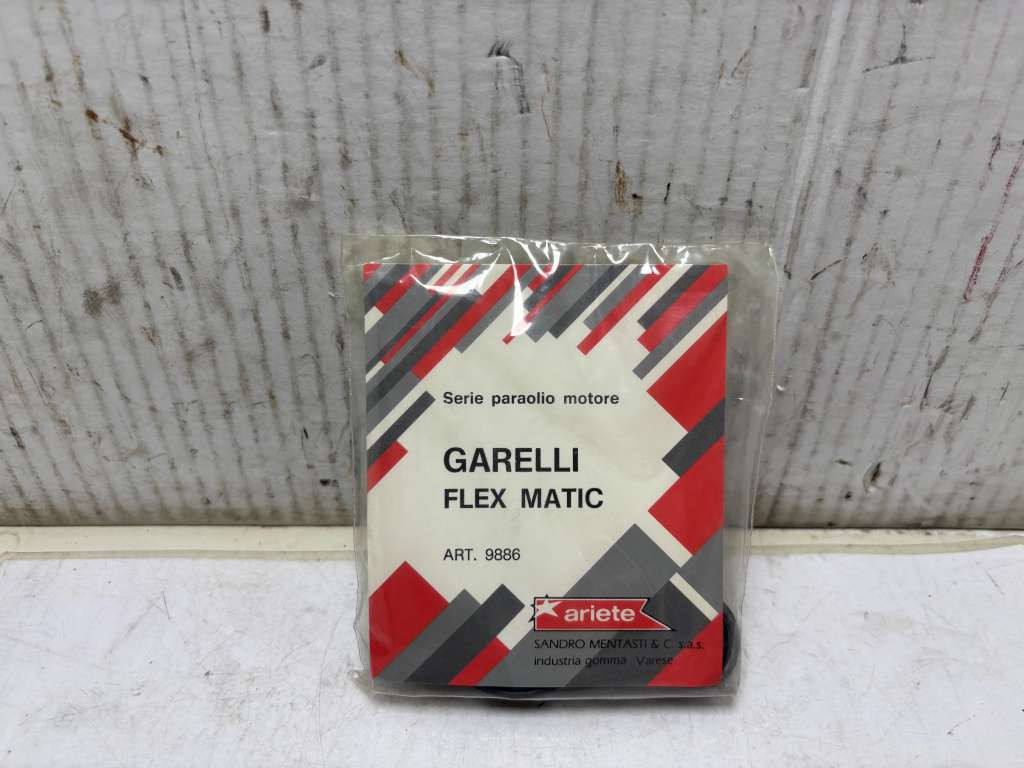 Serie paraolio motore
GARELLI
FLEX MATIC
ART. 9886
ariete
SANDRO MENTASTI & C. s.a.s.
industria gomma Varese